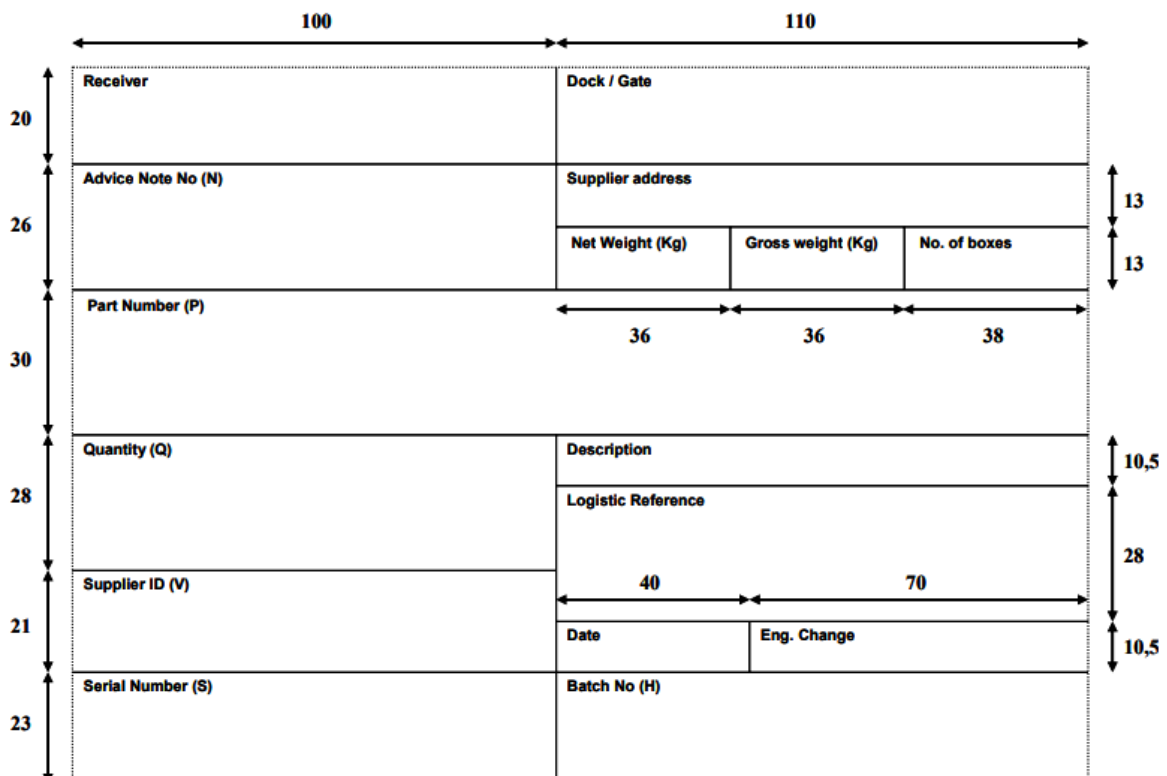 100 110
Receiver Dock / Gate
20
Advice Note No (N) Supplier address
13
26
Net Weight (Kg) Gross weight (Kg) No. of boxes
13
Part Number (P)
36 36 38
30
Quantity (Q) Description
10,5
28
Logistic Reference
28
Supplier ID (V) 40 70
21
Date Eng. Change
10,5
Serial Number (S) Batch No (H)
23